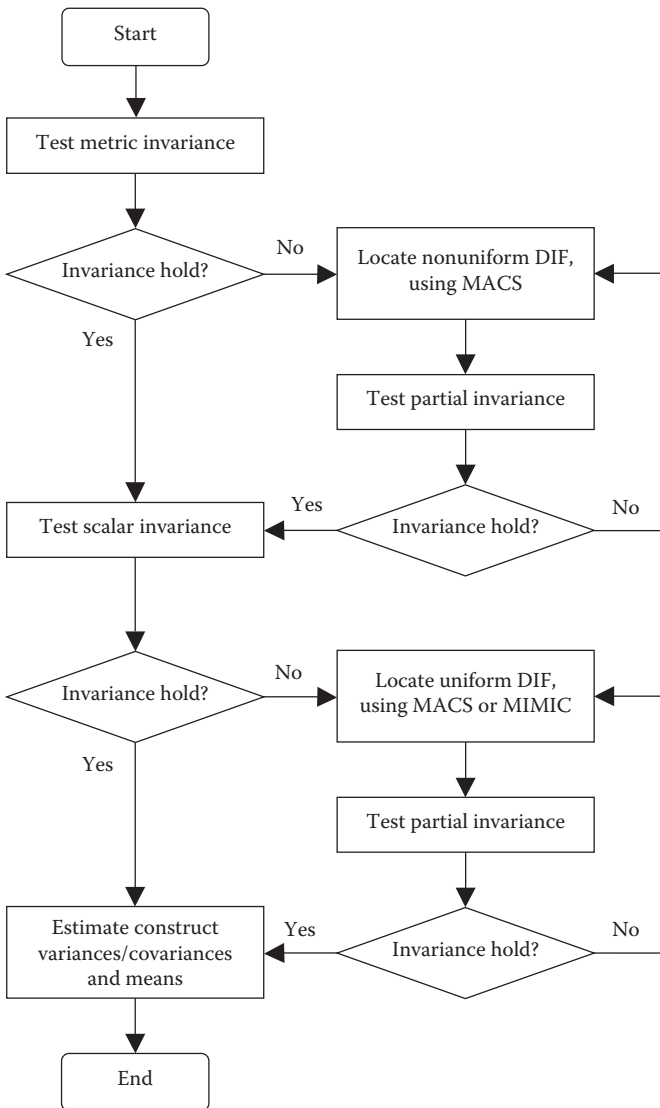 Start
Test metric invariance
Invariance hold?
No
Locate nonuniform DIF,
using MACS
Yes
Test partial invariance
Test scalar invariance
Yes
Invariance hold?
No
Invariance hold?
No
Locate uniform DIF,
using MACS or MIMIC
Yes
Test partial invariance
Estimate construct
variances/covariances
and means
Yes
Invariance hold?
No
End